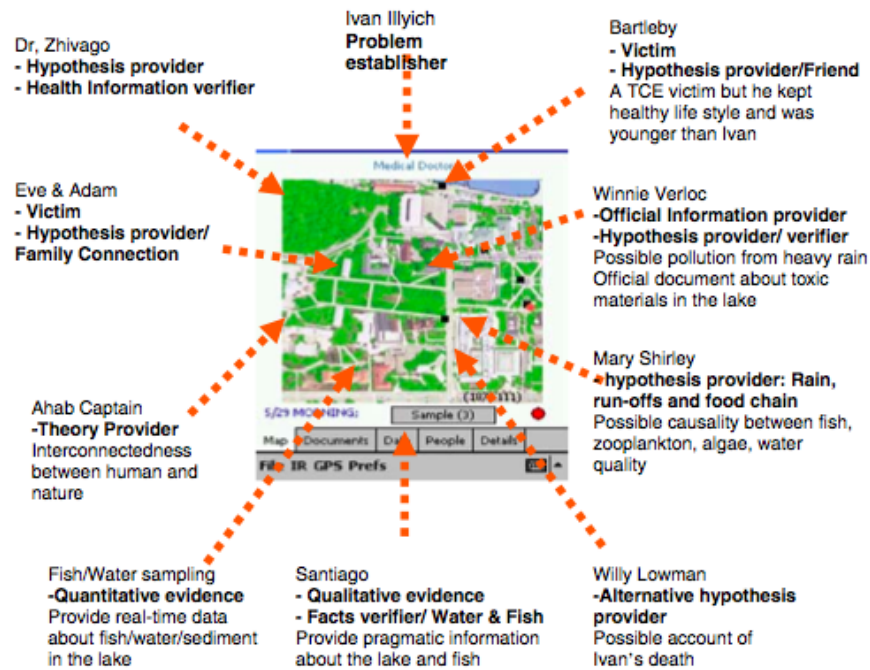 Ivan Illyich
Problem
establisher
Dr, Zhivago
- Hypothesis provider
- Health Information verifier
Bartleby
- Victim
- Hypothesis provider/Friend
A TCE victim but he kept
healthy life style and was
younger than Ivan
Eve & Adam
- Victim
- Hypothesis provider/
Family Connection
Winnie Verloc
-Official Information provider
-Hypothesis provider/ verifier
Possible pollution from heavy rain
Official document about toxic
materials in the lake
Mary Shirley
-hypothesis provider: Rain,
run-offs and food chain
Possible causality between fish,
zooplankton, algae, water
quality
Ahab Captain
-Theory Provider
Interconnectedness
between human and
nature
Medical Doctor
5/29 MORNING;
Sample (3)
Map Documents People Details
IR GPS Prefs
Fish/Water sampling
-Quantitative evidence
Provide real-time data
about fish/water/sediment
in the lake
Santiago
- Qualitative evidence
- Facts verifier/ Water & Fish
Provide pragmatic information
about the lake and fish
Willy Lowman
-Alternative hypothesis
provider
Possible account of
Ivan's death